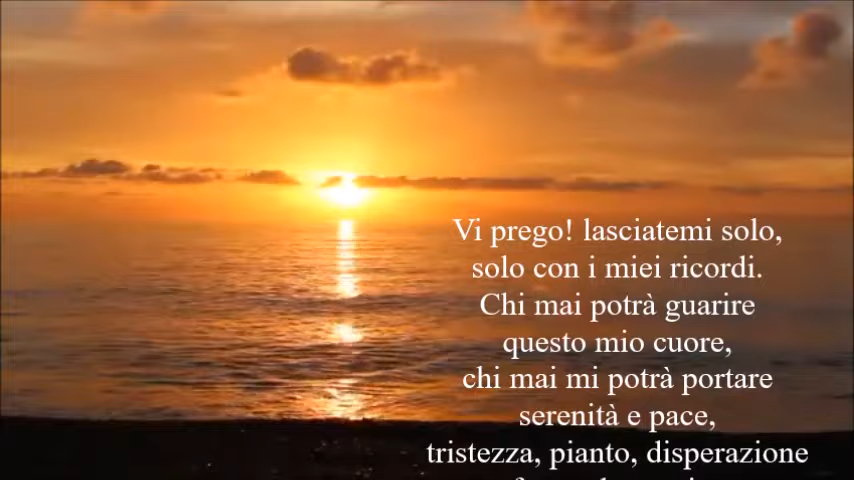 Vi prego! lasciatemi solo,
solo con i miei ricordi.
Chi mai potrà guarire
questo mio cuore,
chi mai mi potrà portare
serenità e pace,
tristezza, pianto, disperazione